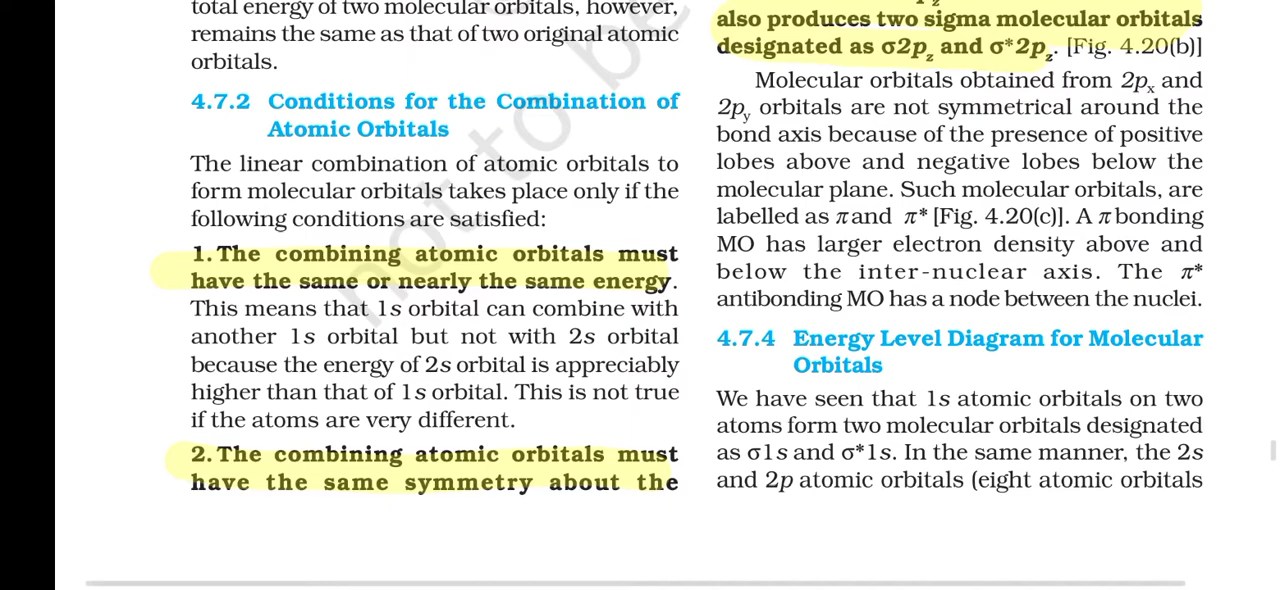 total energy of two molecular orbitals, however,
remains the same as that of two original atomic
orbitals.
4.7.2 Conditions for the Combination of
Atomic Orbitals
The linear combination of atomic orbitals to
form molecular orbitals takes place only if the
following conditions are satisfied:
1. The combining atomic orbitals must
have the same or nearly the same energy.
This means that 1s orbital can combine with
another 1s orbital but not with 2s orbital
because the energy of 2s orbital is appreciably
higher than that of 1s orbital. This is not true
if the atoms are very different.
2. The combining atomic orbitals must
have the same symmetry about the
also produces two sigma molecular orbitals
designated as σ2pz and σ*2pz. [Fig. 4.20(b)]
Molecular orbitals obtained from 2px and
2py orbitals are not symmetrical around the
bond axis because of the presence of positive
lobes above and negative lobes below the
molecular plane. Such molecular orbitals, are
labelled as π and π* [Fig. 4.20(c)]. A π bonding
MO has larger electron density above and
below the inter-nuclear axis. The π*
antibonding MO has a node between the nuclei.
4.7.4 Energy Level Diagram for Molecular
Orbitals
We have seen that 1s atomic orbitals on two
atoms form two molecular orbitals designated
as σ1s and σ*1s. In the same manner, the 2s
and 2p atomic orbitals (eight atomic orbitals
not to be